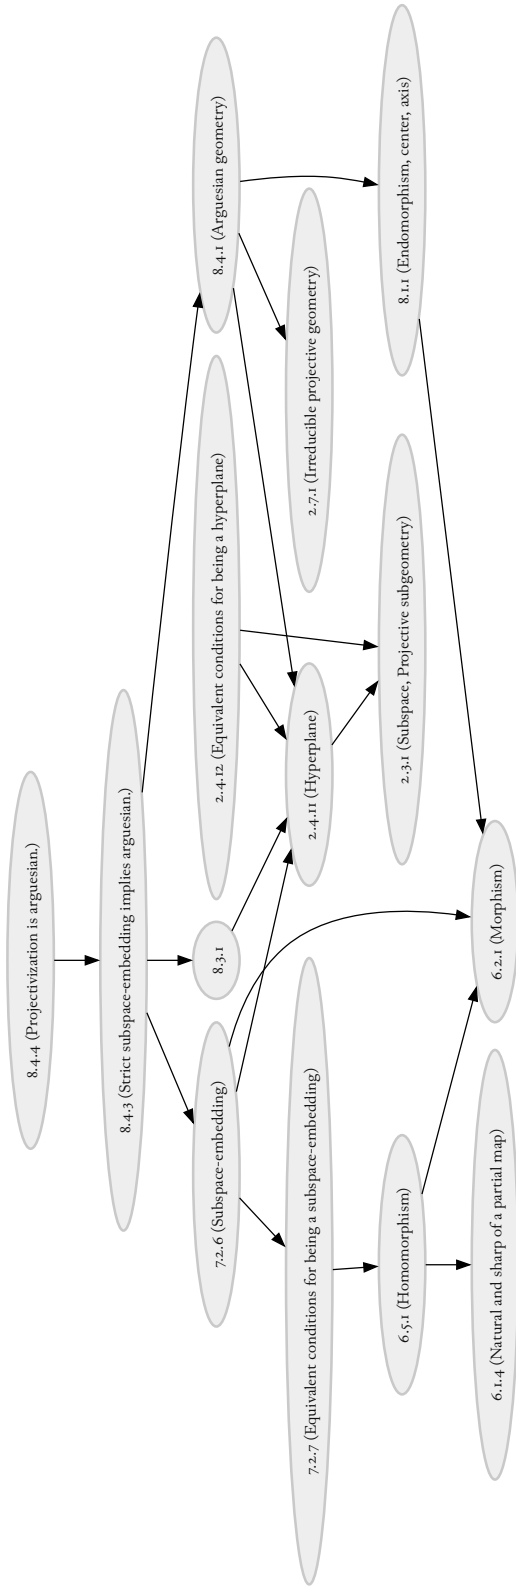 8.4.4 (Projectivization is arguesian.)
8.4.3 (Strict subspace-embedding implies arguesian.)
7.2.6 (Subspace-embedding)
8.3.1
2.4.12 (Equivalent conditions for being a hyperplane)
8.4.1 (Arguesian geometry)
7.2.7 (Equivalent conditions for being a subspace-embedding)
2.4.11 (Hyperplane)
2.7.1 (Irreducible projective geometry)
6.5.1 (Homomorphism)
2.3.1 (Subspace, Projective subgeometry)
8.1.1 (Endomorphism, center, axis)
6.1.4 (Natural and sharp of a partial map)
6.2.1 (Morphism)